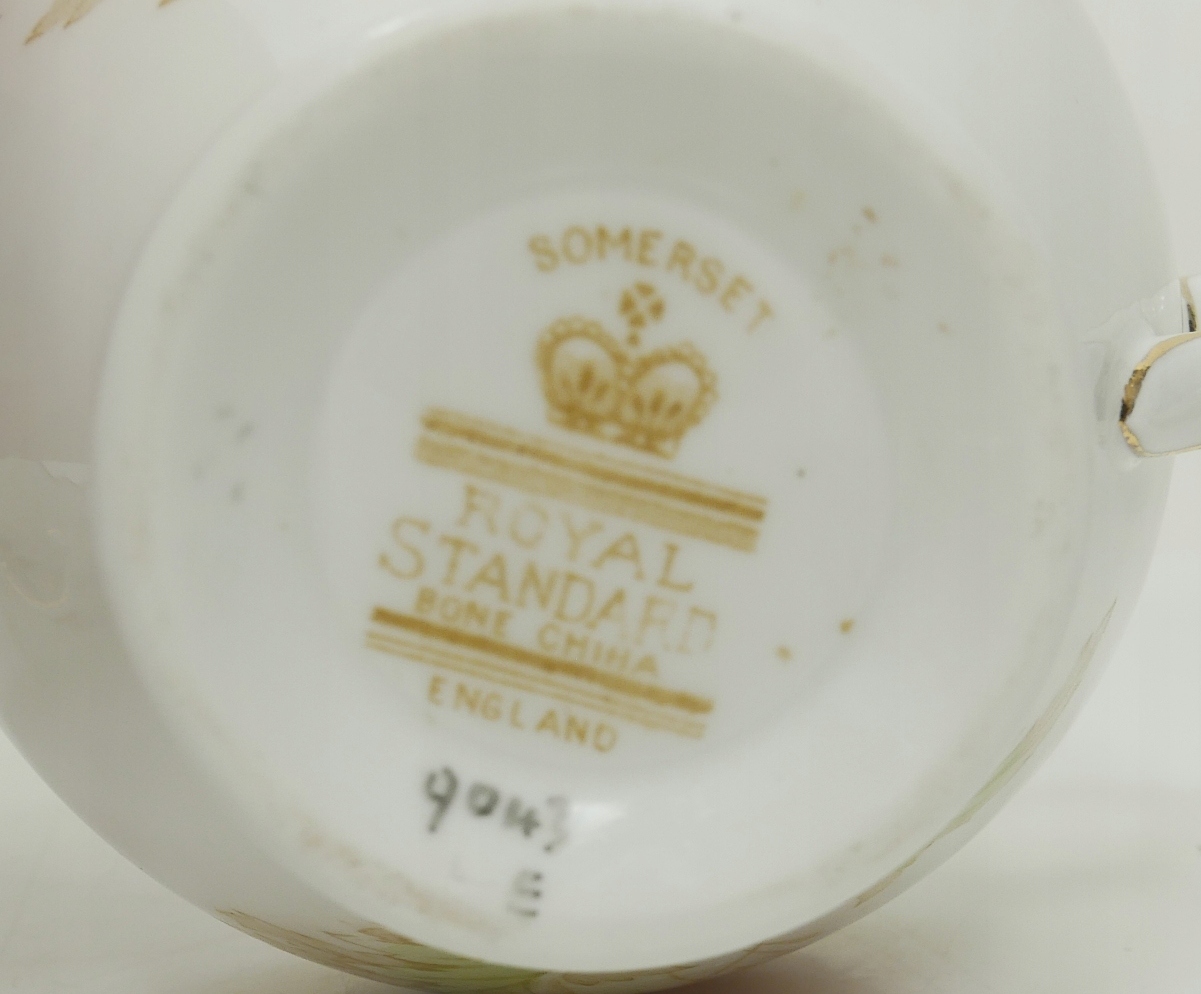 SOMERSET
ROYAL
STANDARD
BONE CHINA
ENGLAND
9043
E